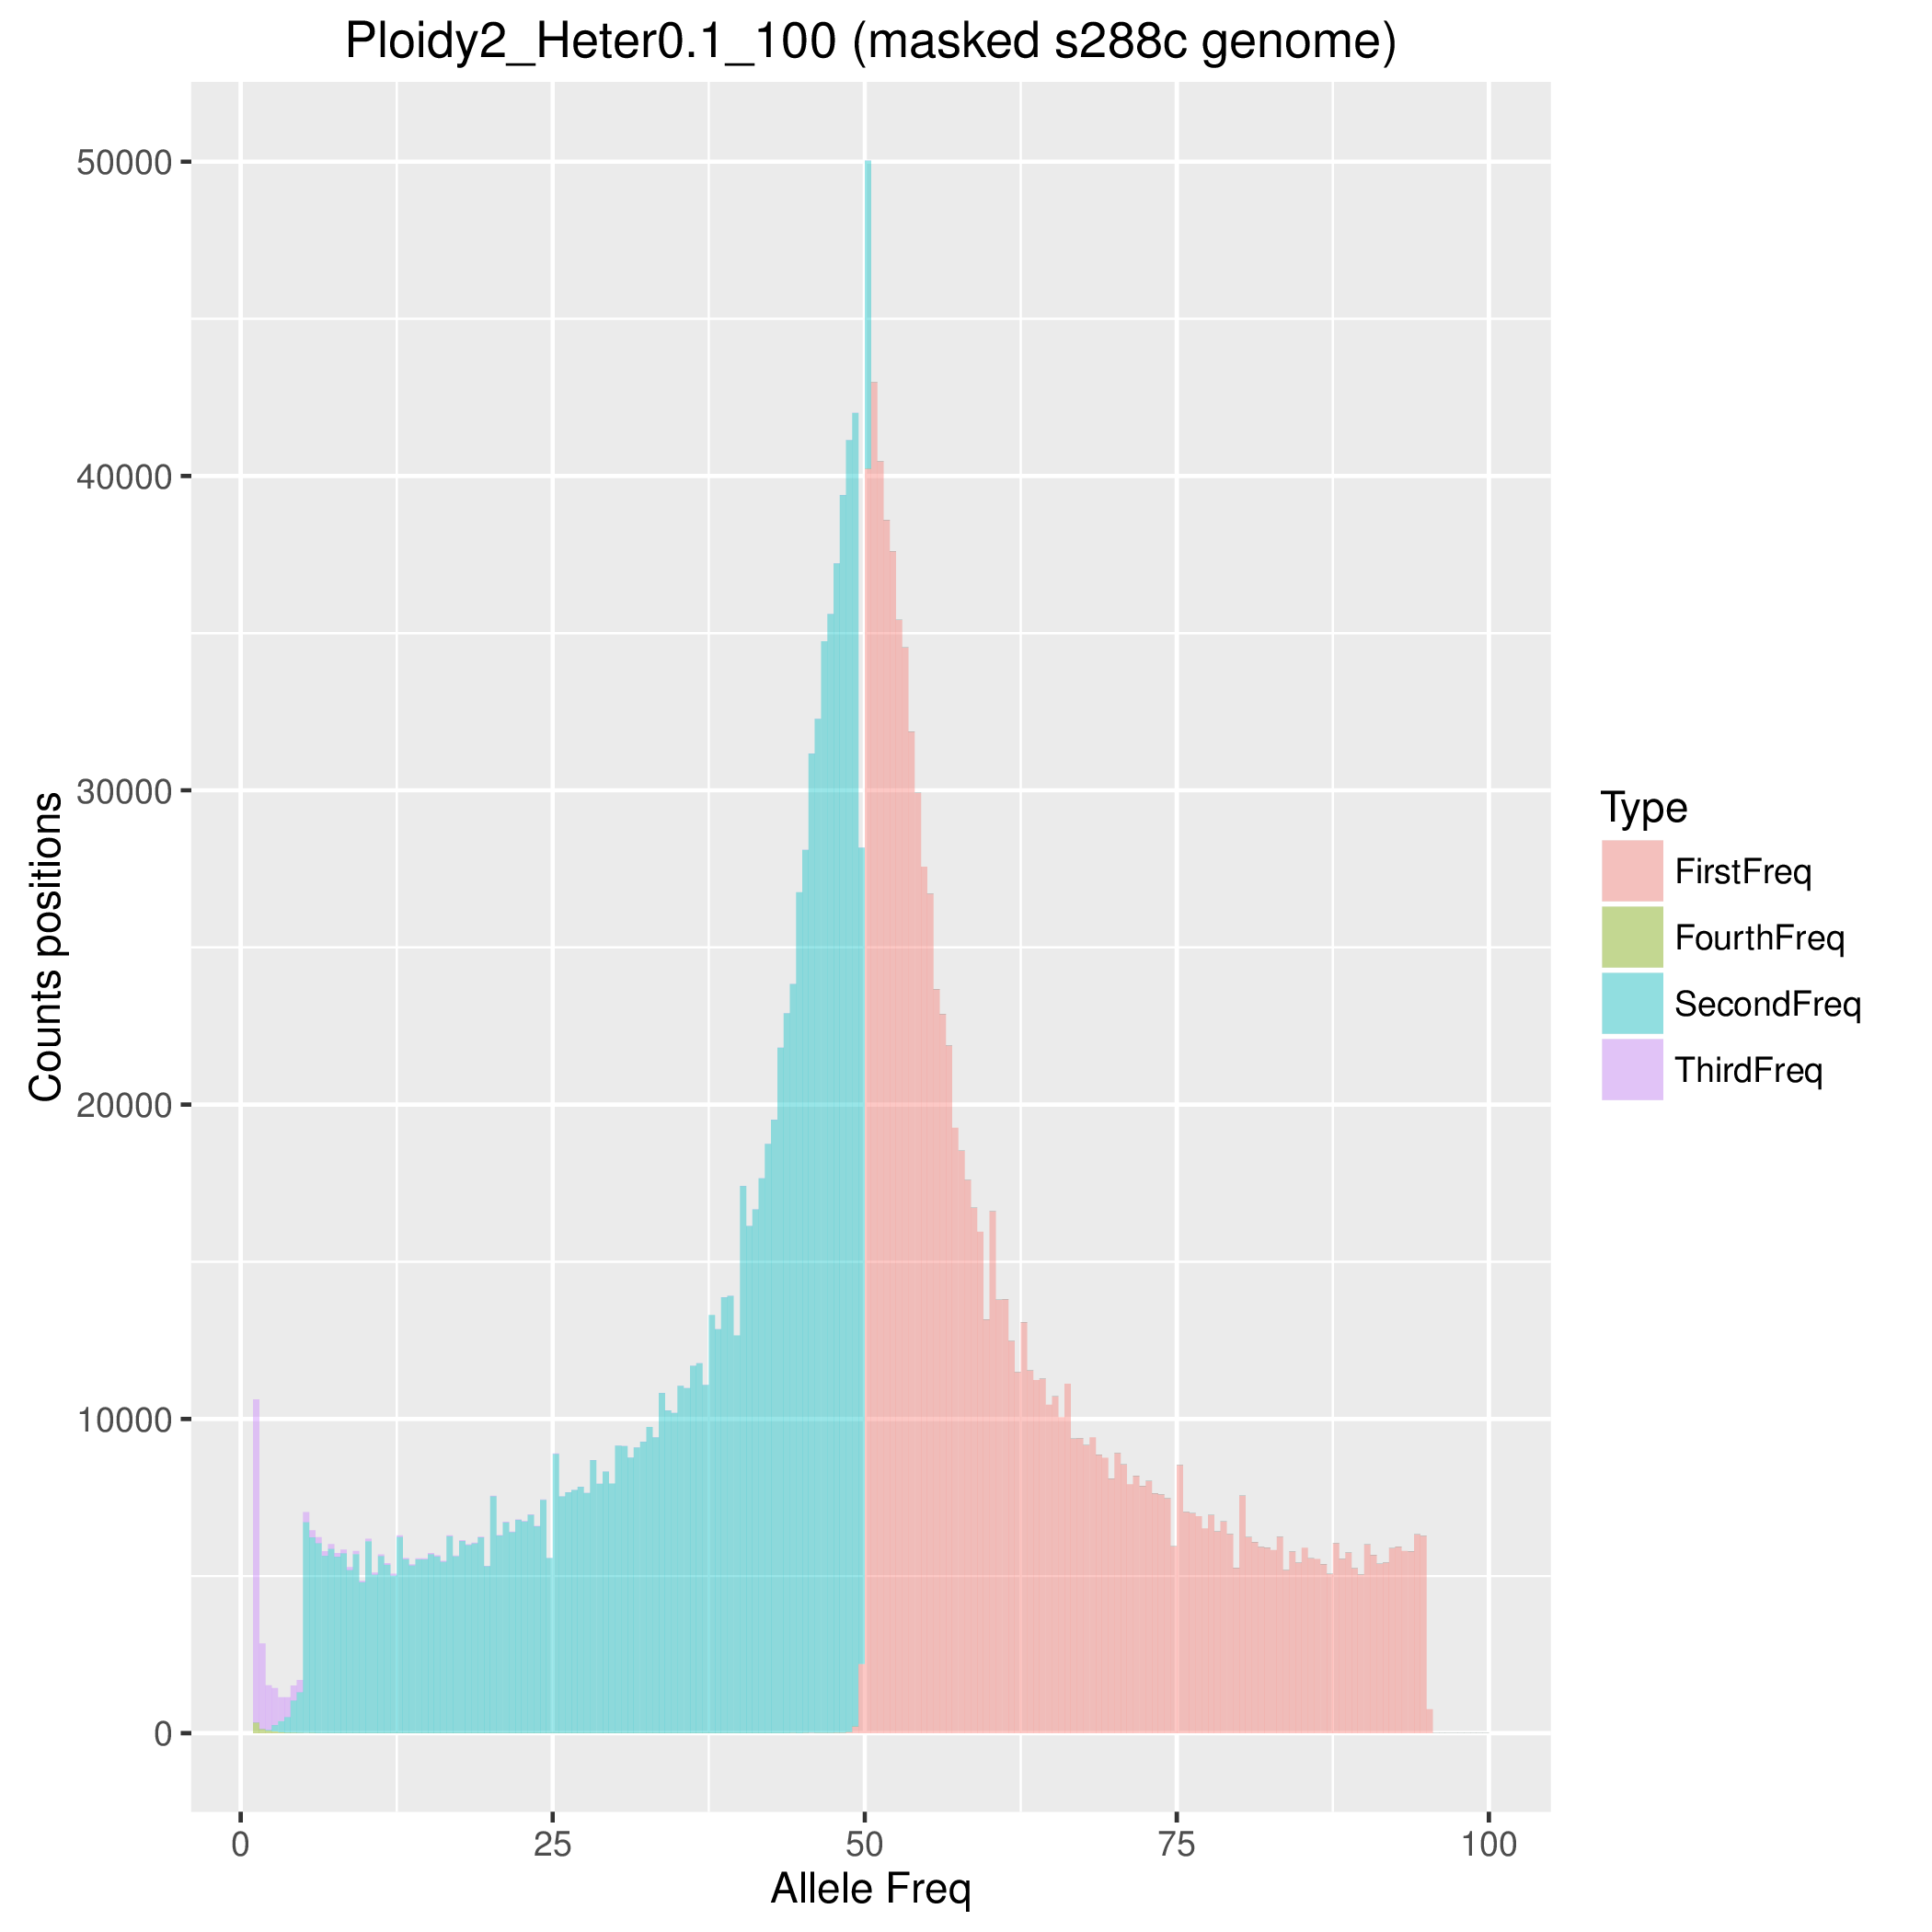 Ploidy2_Heter0.1_100 (masked s288c genome)
Counts positions
50000
40000
30000
20000
10000
0
0 25 50 75 100
Allele Freq
Type
FirstFreq
FourthFreq
SecondFreq
ThirdFreq